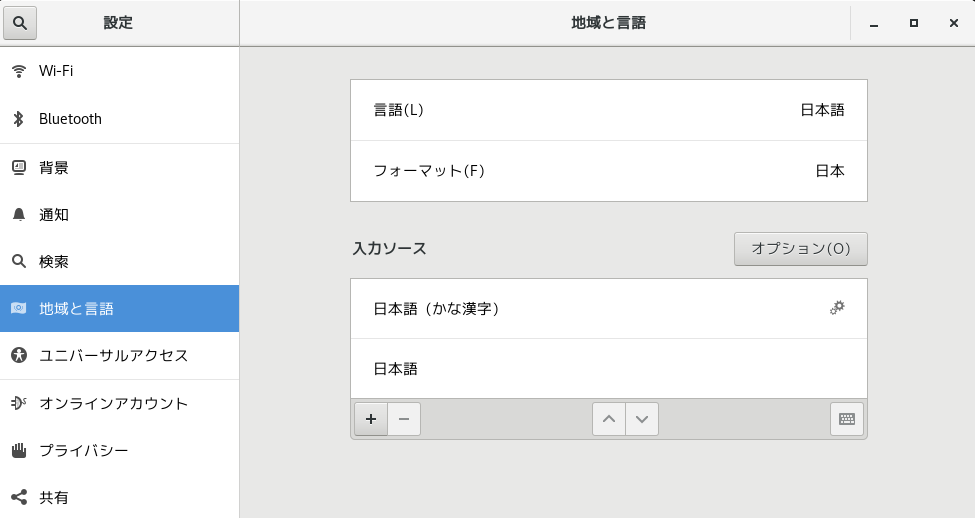 設定
地域と言語
Wi-Fi
Bluetooth
背景
通知
検索
地域と言語
ユニバーサルアクセス
オンラインアカウント
プライバシー
共有
言語(L)
日本語
フォーマット(F)
日本
入力ソース
オプション(O)
日本語（かな漢字）
日本語